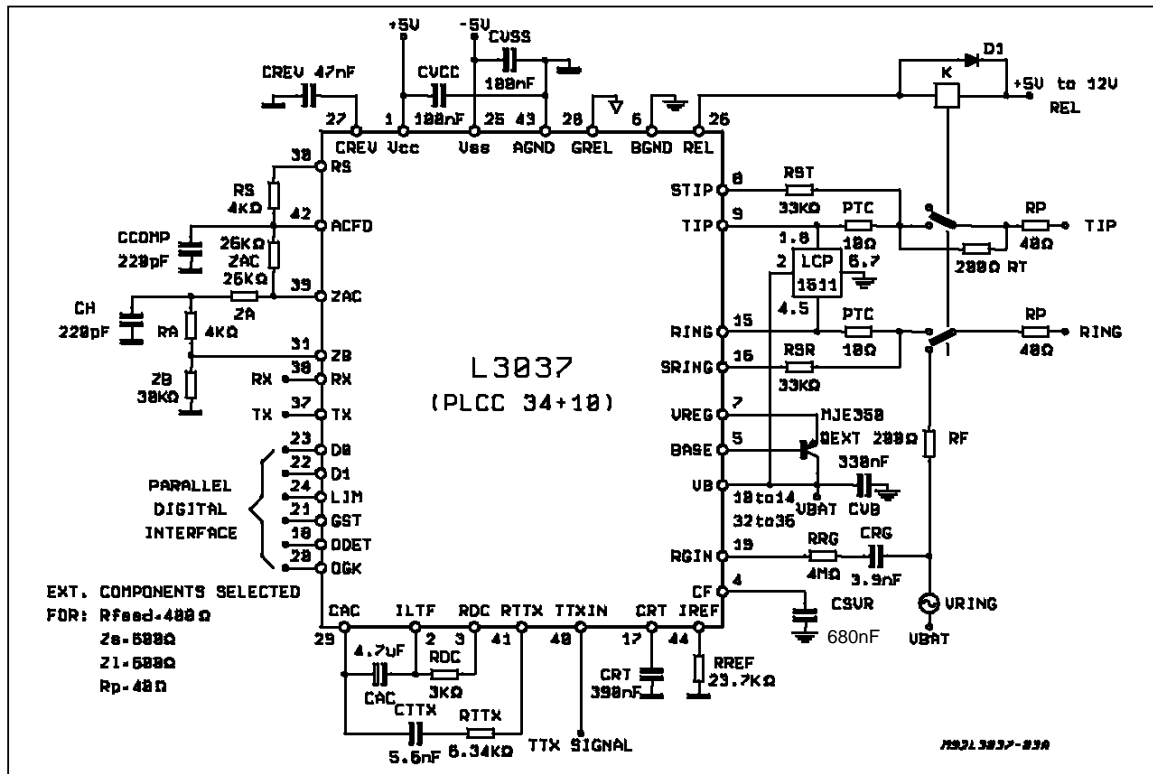 +5V
-5V
CVSS
100nF
D1
CREV 47nF
CVCC
100nF
K
+5V to 12V
REL
27
1
25
43
28
6
26
CREV
Vcc
Vss
AGND
GREL
BGND
REL
38
RS
RS
4KΩ
42
ACFD
CCOMP
220pF
26KΩ
ZAC
26KΩ
39
ZAC
CH
220pF
RA
4KΩ
ZA
31
ZB
ZB
30KΩ
RX
RX
TX
37
TX
23
D0
22
D1
24
LIM
21
GST
18
ODET
20
OGK
PARALLEL
DIGITAL
INTERFACE
L3037
(PLCC 34+10)
STIP
8
RST
33KΩ
TIP
9
PTC
10Ω
RP
40Ω
TIP
200Ω RT
1.8
2
LCP
1511
6.7
4.5
RING
15
PTC
10Ω
RP
40Ω
RING
SRING
16
RSR
33KΩ
VREG
7
MJE350
BASE
5
QEXT
200Ω
RF
330nF
VB
10to14
32to36
VBAT
CVB
RGIN
19
RRG
4MΩ
CRG
3.9nF
CF
4
CSVR
680nF
VRING
VBAT
EXT. COMPONENTS SELECTED
FOR: Rfeed=400Ω
Zs=600Ω
Zl=600Ω
Rp=40Ω
CAC
ILTF
RDC
RTTX
TTXIN
CRT
IREF
29
2
3
41
40
17
44
4.7uF
CAC
RDC
3KΩ
CTTX
5.6nF
RTTX
6.34KΩ
TTX SIGNAL
CRT
390nF
RREF
23.7KΩ
M93L3037-03A